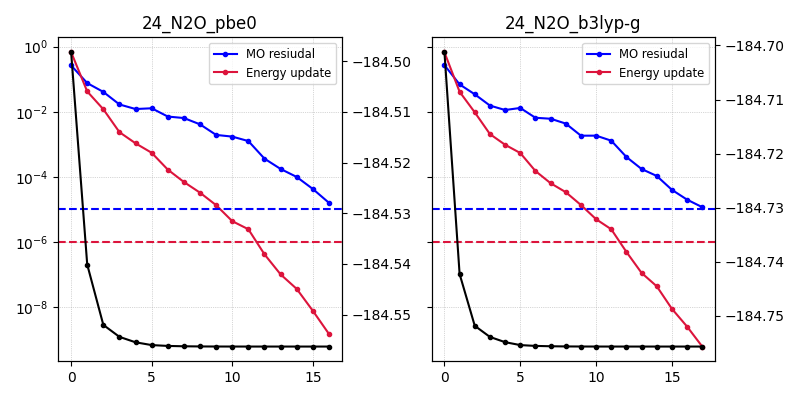 24_N2O_pbe0
24_N2O_b3lyp-g
MO resiudal
Energy update
MO resiudal
Energy update
10⁰
10⁻²
10⁻⁴
10⁻⁶
10⁻⁸
−184.50
−184.51
−184.52
−184.53
−184.54
−184.55
−184.70
−184.71
−184.72
−184.73
−184.74
−184.75
0 5 10 15
0 5 10 15